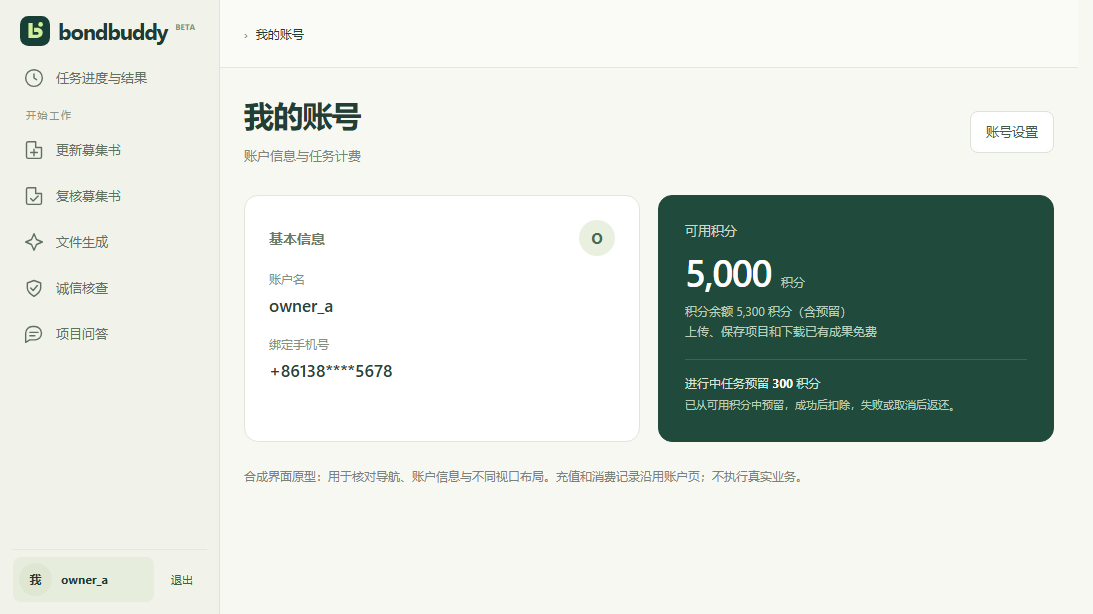 bondbuddy BETA
任务进度与结果
开始工作
更新募集书
复核募集书
文件生成
诚信核查
项目问答
我 owner_a 退出
› 我的账号
我的账号
账户信息与任务计费
账号设置
基本信息
O
账户名
owner_a
绑定手机号
+86138****5678
可用积分
5,000 积分
积分余额 5,300 积分（含预留）
上传、保存项目和下载已有成果免费
进行中任务预留 300 积分
已从可用积分中预留，成功后扣除，失败或取消后返还。
合成界面原型：用于核对导航、账户信息与不同视口布局。充值和消费记录沿用账户页；不执行真实业务。